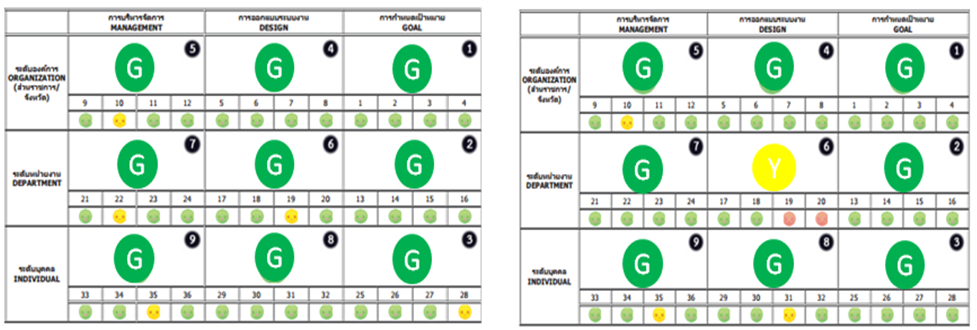 การบริหารจัดการ การออกแบบระบบงาน การกำหนดเป้าหมาย
MANAGEMENT DESIGN GOAL
ระดับองค์การ
ORGANIZATION
(ส่วนราชการ/
จังหวัด)
G 5 G 4 G 1
9 10 11 12 5 6 7 8 1 2 3 4
ระดับหน่วยงาน
DEPARTMENT
G 7 G 6 G 2
21 22 23 24 17 18 19 20 13 14 15 16
ระดับบุคคล
INDIVIDUAL
G 9 G 8 G 3
33 34 35 36 29 30 31 32 25 26 27 28
การบริหารจัดการ การออกแบบระบบงาน การกำหนดเป้าหมาย
MANAGEMENT DESIGN GOAL
ระดับองค์การ
ORGANIZATION
(ส่วนราชการ/
จังหวัด)
G 5 G 4 G 1
9 10 11 12 5 6 7 8 1 2 3 4
ระดับหน่วยงาน
DEPARTMENT
G 7 Y 6 G 2
21 22 23 24 17 18 19 20 13 14 15 16
ระดับบุคคล
INDIVIDUAL
G 9 G 8 G 3
33 34 35 36 29 30 31 32 25 26 27 28